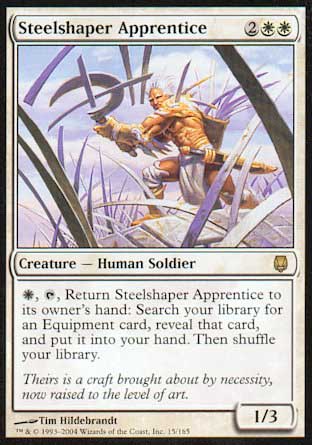 Steelshaper Apprentice 2
Creature — Human Soldier
, , Return Steelshaper Apprentice to
its owner's hand: Search your library for
an Equipment card, reveal that card,
and put it into your hand. Then shuffle
your library.
Theirs is a craft brought about by necessity,
now raised to the level of art.
Tim Hildebrandt
™ & © 1993–2004 Wizards of the Coast, Inc. 15/165
1/3